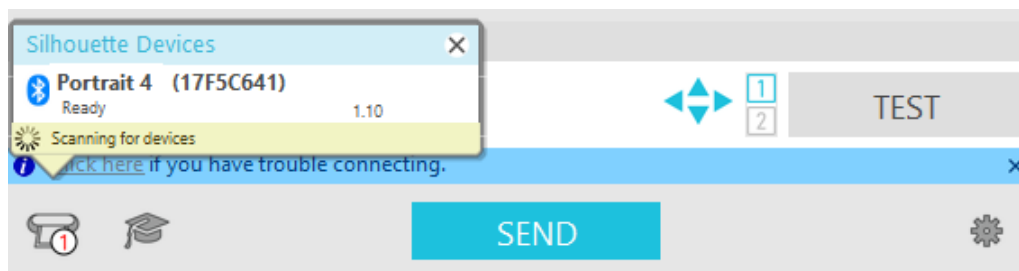 Silhouette Devices
Portrait 4 (17F5C641)
Ready 1.10
Scanning for devices
1
2
TEST
here if you have trouble connecting.
1
SEND